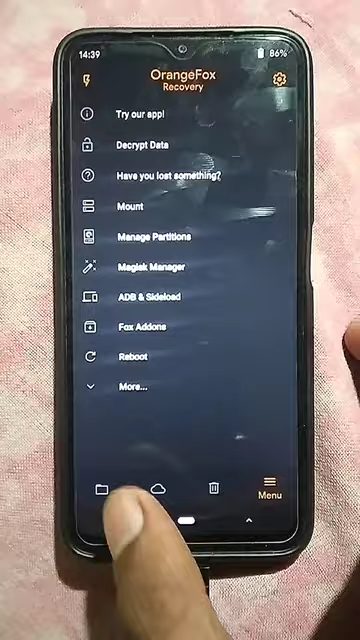 14:39
86%
OrangeFox
Recovery
Try our app!
Decrypt Data
Have you lost something?
Mount
Manage Partitions
Magisk Manager
ADB & Sideload
Fox Addons
Reboot
More...
Menu